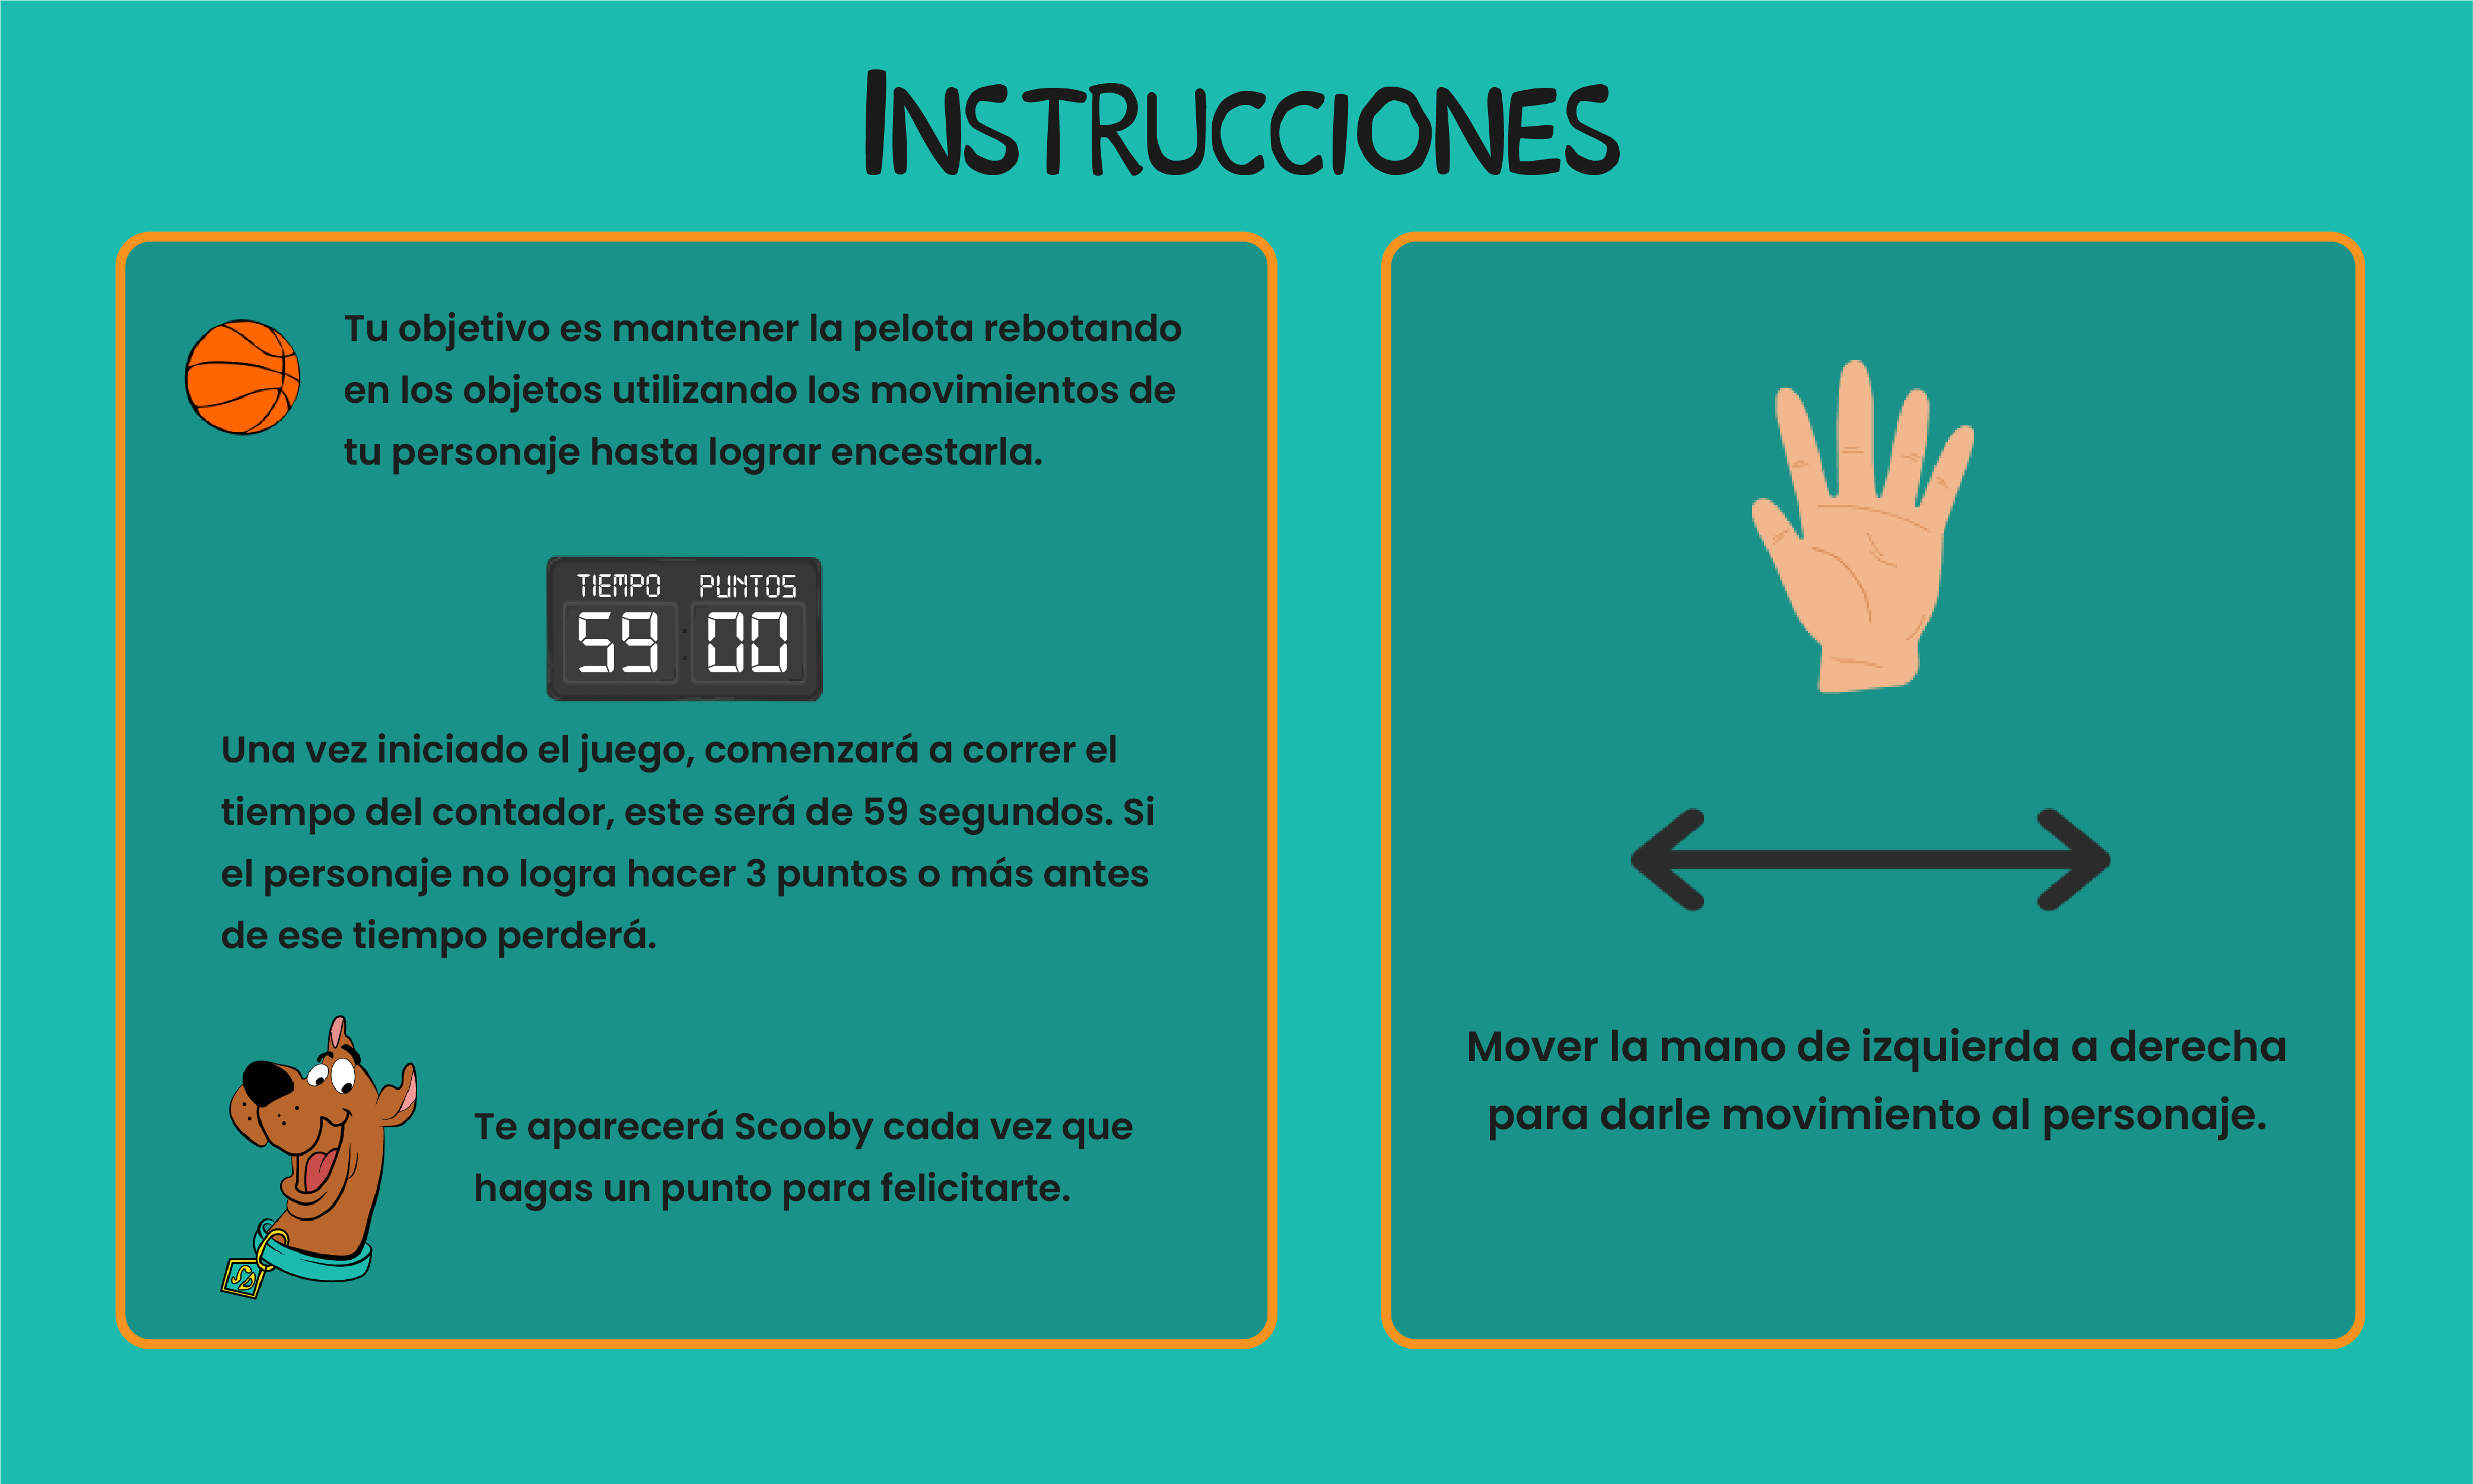 INSTRUCCIONES
Tu objetivo es mantener la pelota rebotando
en los objetos utilizando los movimientos de
tu personaje hasta lograr encestarla.
TIEMPO PUNTOS
59 : 00
Una vez iniciado el juego, comenzará a correr el
tiempo del contador, este será de 59 segundos. Si
el personaje no logra hacer 3 puntos o más antes
de ese tiempo perderá.
Te aparecerá Scooby cada vez que
hagas un punto para felicitarte.
SD
Mover la mano de izquierda a derecha
para darle movimiento al personaje.